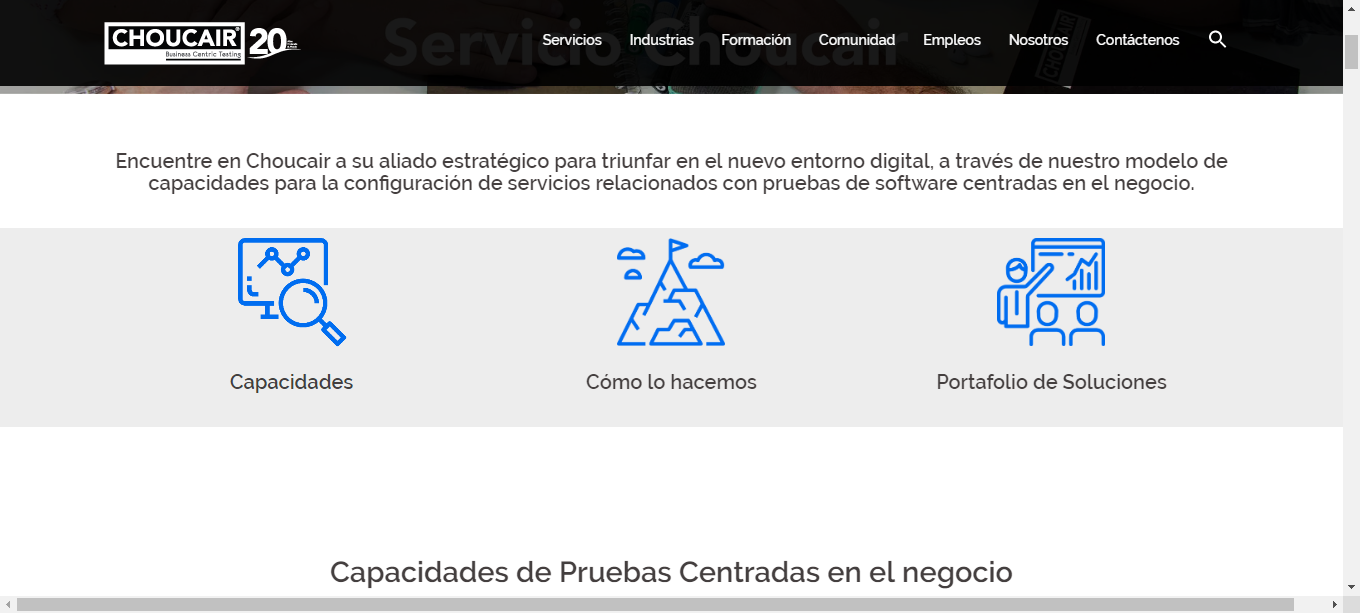 CHOUCAIR
Business Centric Testing
20
Servicio Choucair
Servicios
Industrias
Formación
Comunidad
Empleos
Nosotros
Contáctenos
CHOUCAIR
Encuentre en Choucair a su aliado estratégico para triunfar en el nuevo entorno digital, a través de nuestro modelo de
capacidades para la configuración de servicios relacionados con pruebas de software centradas en el negocio.
Capacidades
Cómo lo hacemos
Portafolio de Soluciones
Capacidades de Pruebas Centradas en el negocio